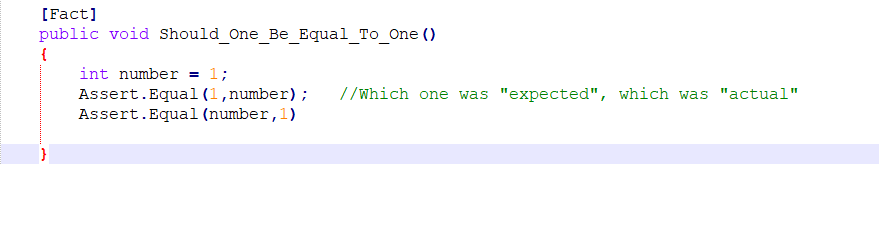 [Fact]
public void Should_One_Be_Equal_To_One()
{
int number = 1;
Assert.Equal(1,number);   //Which one was "expected", which was "actual"
Assert.Equal(number,1)
}